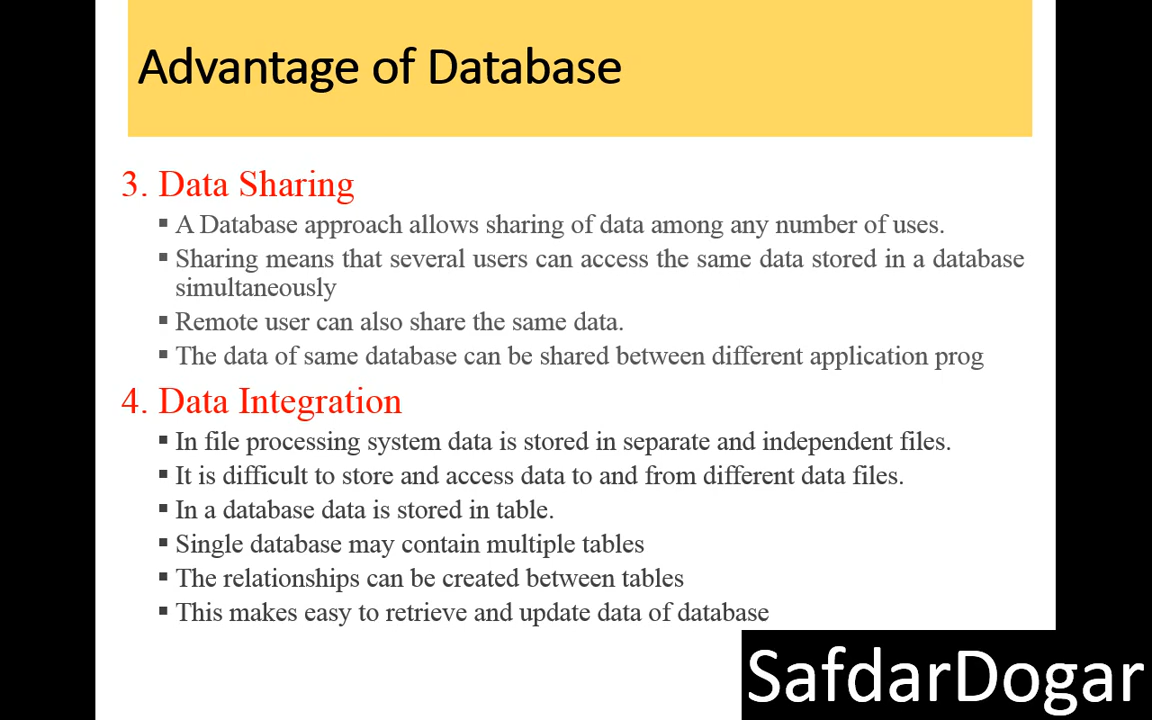 Advantage of Database
3. Data Sharing
▪ A Database approach allows sharing of data among any number of uses.
▪ Sharing means that several users can access the same data stored in a database
simultaneously
▪ Remote user can also share the same data.
▪ The data of same database can be shared between different application prog
4. Data Integration
▪ In file processing system data is stored in separate and independent files.
▪ It is difficult to store and access data to and from different data files.
▪ In a database data is stored in table.
▪ Single database may contain multiple tables
▪ The relationships can be created between tables
▪ This makes easy to retrieve and update data of database
SafdarDogar